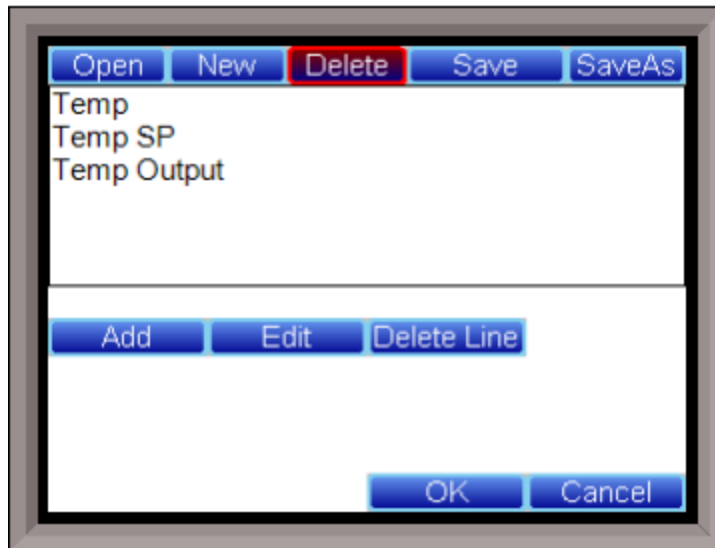 Open New Delete Save SaveAs
Temp
Temp SP
Temp Output
Add Edit Delete Line
OK Cancel